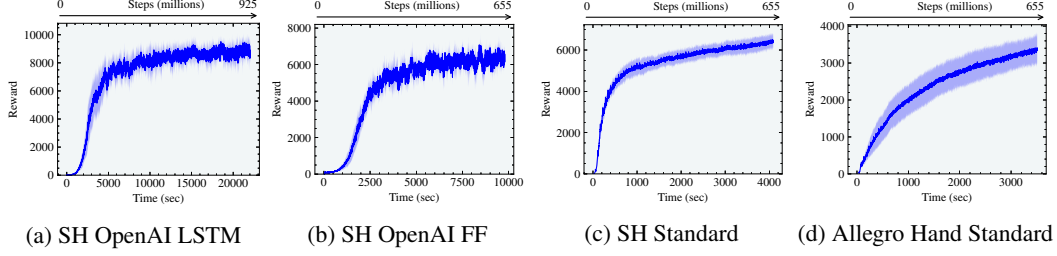 0 Steps (millions) 925
10000
8000
6000
4000
2000
0
Reward
0 5000 10000 15000 20000
Time (sec)
(a) SH OpenAI LSTM
0 Steps (millions) 655
10000
8000
6000
4000
2000
0
Reward
0 2500 5000 7500 10000
Time (sec)
(b) SH OpenAI FF
0 Steps (millions) 655
6000
4000
2000
0
Reward
0 1000 2000 3000 4000
Time (sec)
(c) SH Standard
0 Steps (millions) 655
4000
3000
2000
1000
0
Reward
0 1000 2000 3000
Time (sec)
(d) Allegro Hand Standard